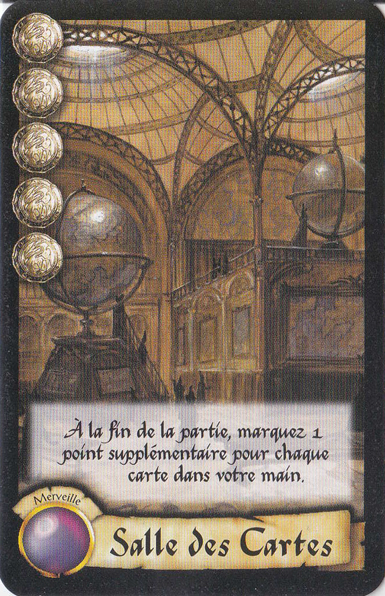 À la fin de la partie, marquez 1
point supplémentaire pour chaque
carte dans votre main.
Merveille
Salle des Cartes